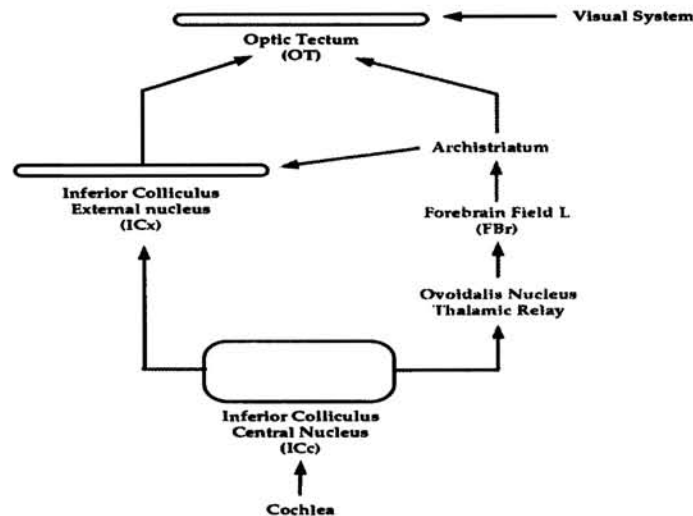 Visual System
Optic Tectum
(OT)
Archistriatum
Inferior Colliculus
External nucleus
(ICx)
Forebrain Field L
(FBr)
Ovoidalis Nucleus
Thalamic Relay
Inferior Colliculus
Central Nucleus
(ICc)
Cochlea